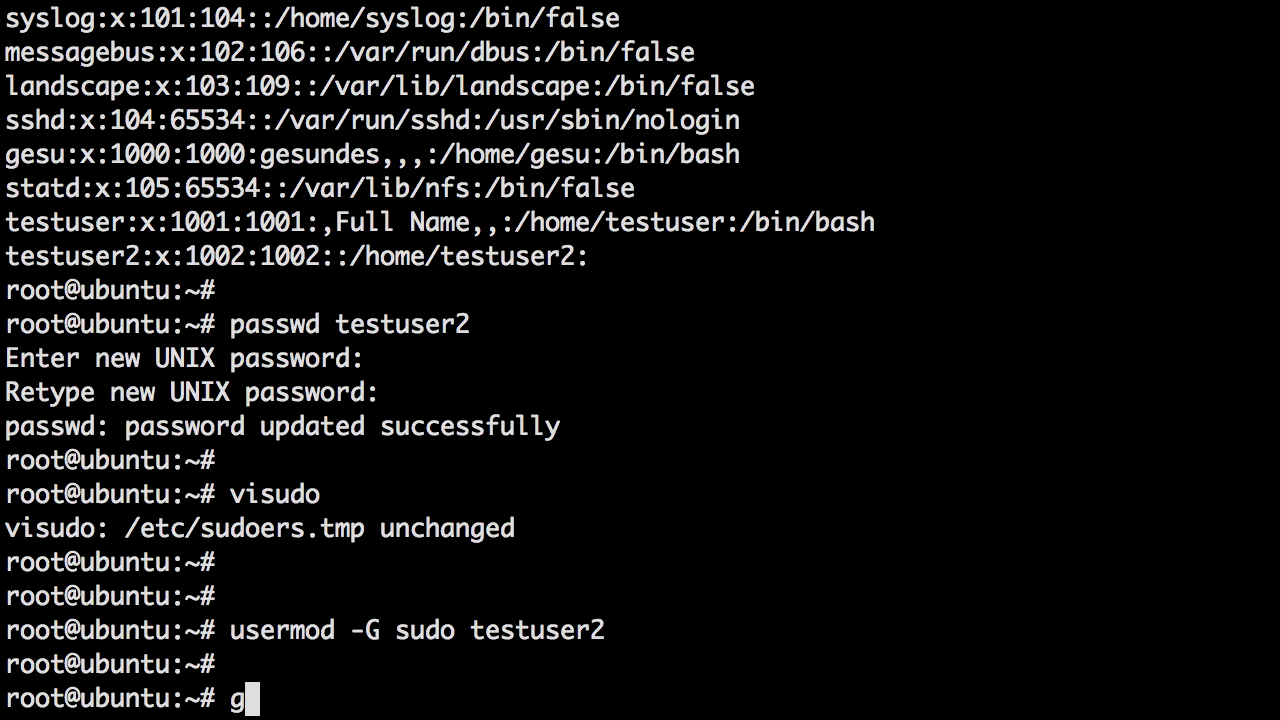 syslog:x:101:104::/home/syslog:/bin/false
messagebus:x:102:106::/var/run/dbus:/bin/false
landscape:x:103:109::/var/lib/landscape:/bin/false
sshd:x:104:65534::/var/run/sshd:/usr/sbin/nologin
gesu:x:1000:1000:gesundes,,,:/home/gesu:/bin/bash
statd:x:105:65534::/var/lib/nfs:/bin/false
testuser:x:1001:1001:,Full Name,,:/home/testuser:/bin/bash
testuser2:x:1002:1002::/home/testuser2:
root@ubuntu:~#
root@ubuntu:~# passwd testuser2
Enter new UNIX password:
Retype new UNIX password:
passwd: password updated successfully
root@ubuntu:~#
root@ubuntu:~# visudo
visudo: /etc/sudoers.tmp unchanged
root@ubuntu:~#
root@ubuntu:~#
root@ubuntu:~# usermod -G sudo testuser2
root@ubuntu:~#
root@ubuntu:~# g